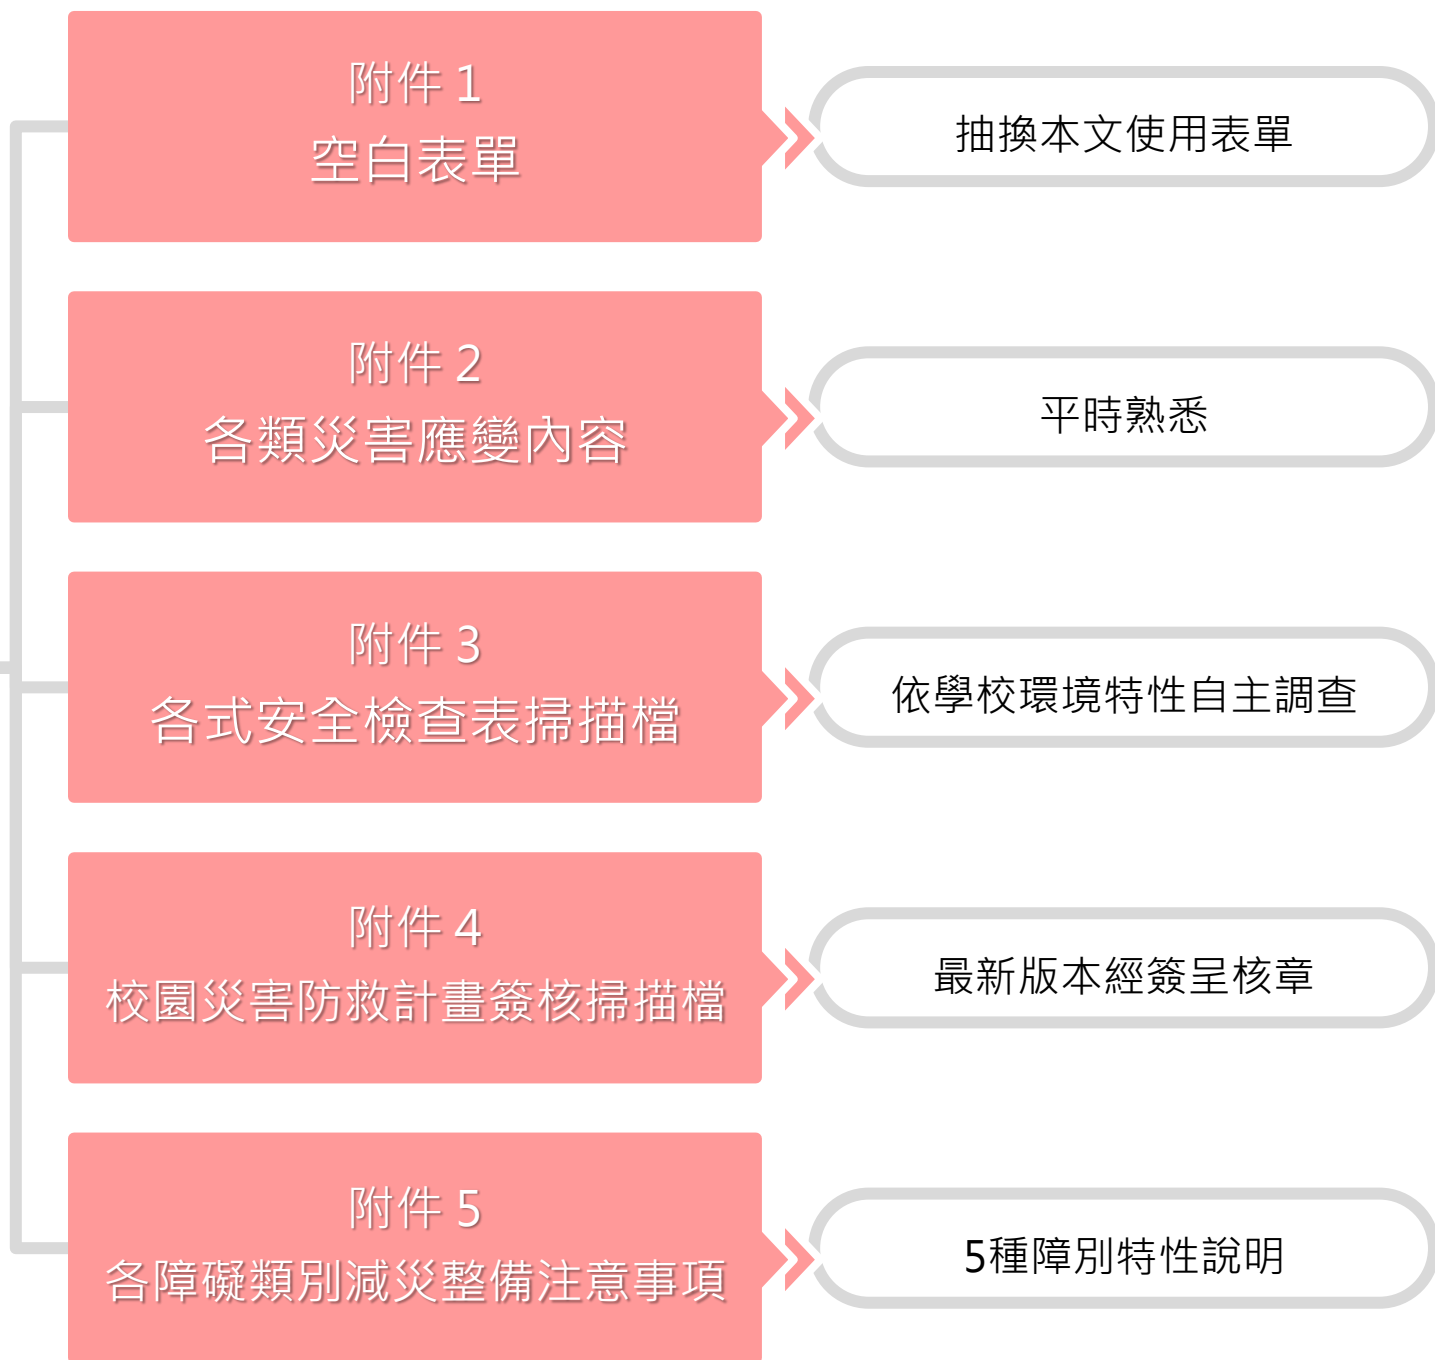 附件 1
空白表單
抽換本文使用表單
附件 2
各類災害應變內容
平時熟悉
附件 3
各式安全檢查表掃描檔
依學校環境特性自主調查
附件 4
校園災害防救計畫簽核掃描檔
最新版本經簽呈核章
附件 5
各障礙類別減災整備注意事項
5種障別特性說明